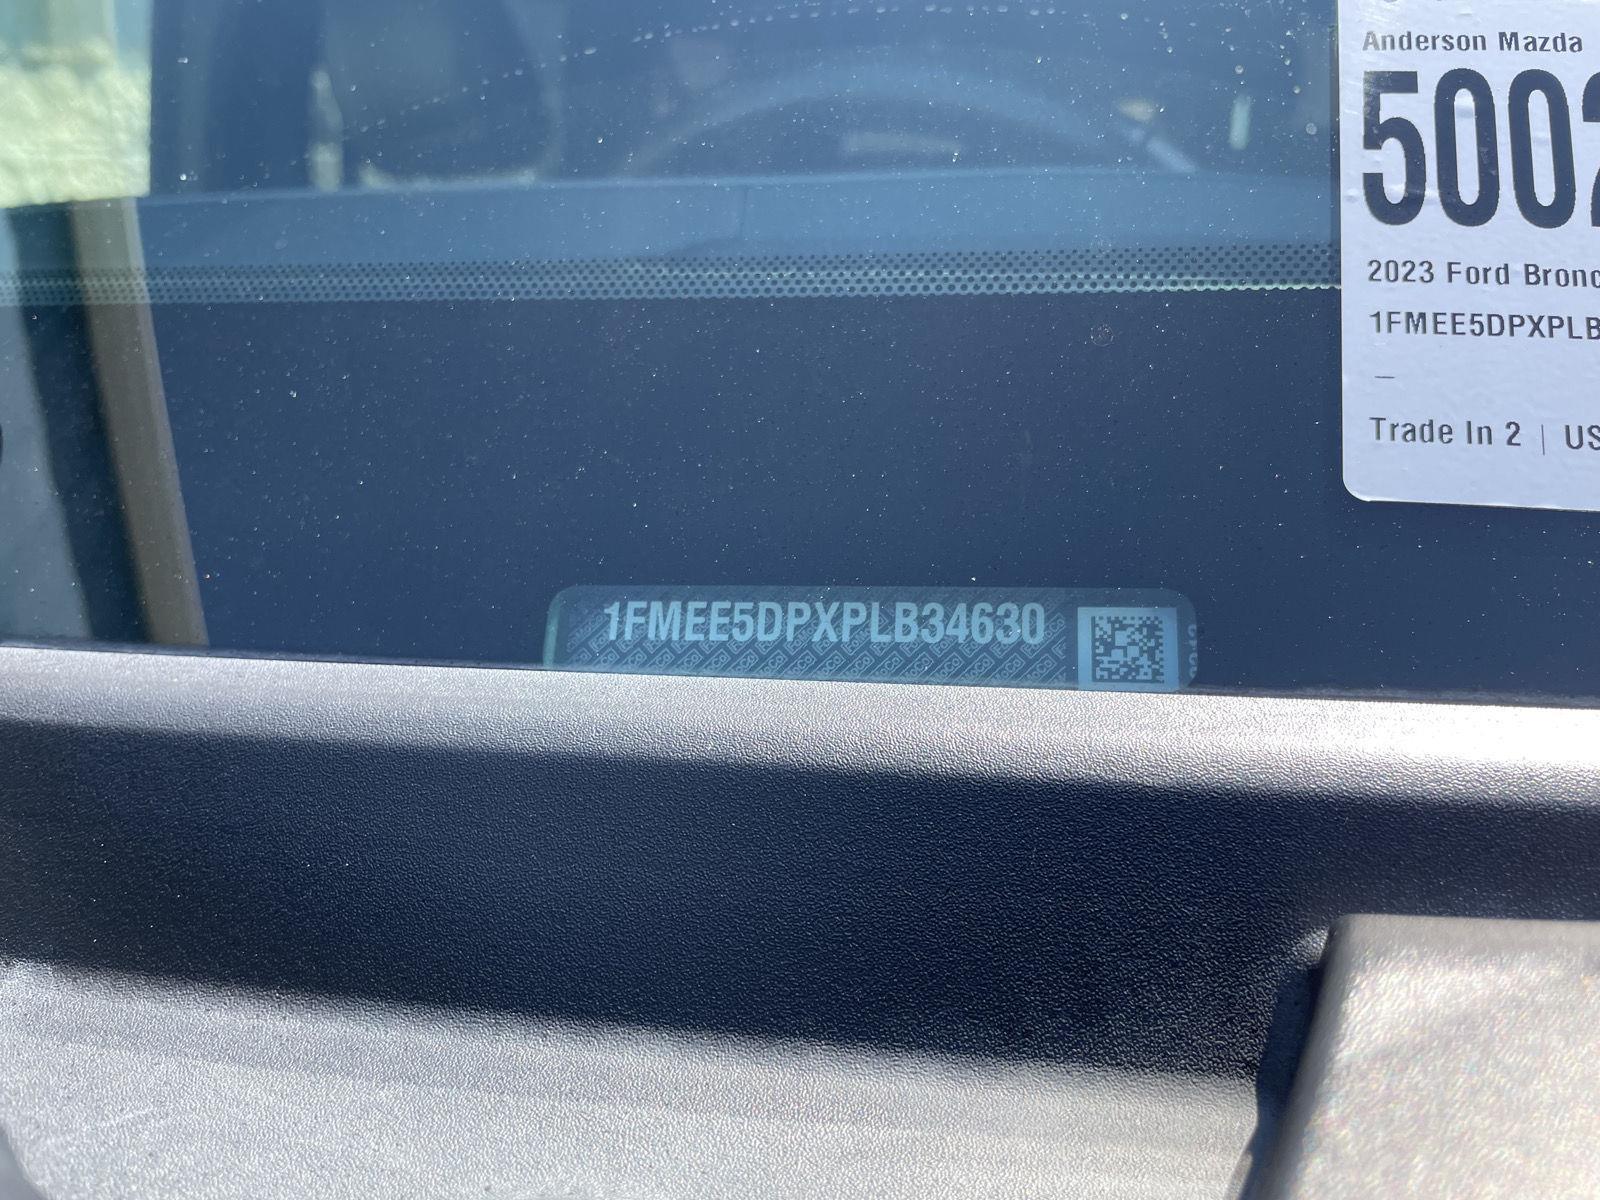 Anderson Mazda
5002
2023 Ford Bronc
1FMEE5DPXPLB
–
Trade In 2 | US
1FMEE5DPXPLB34630